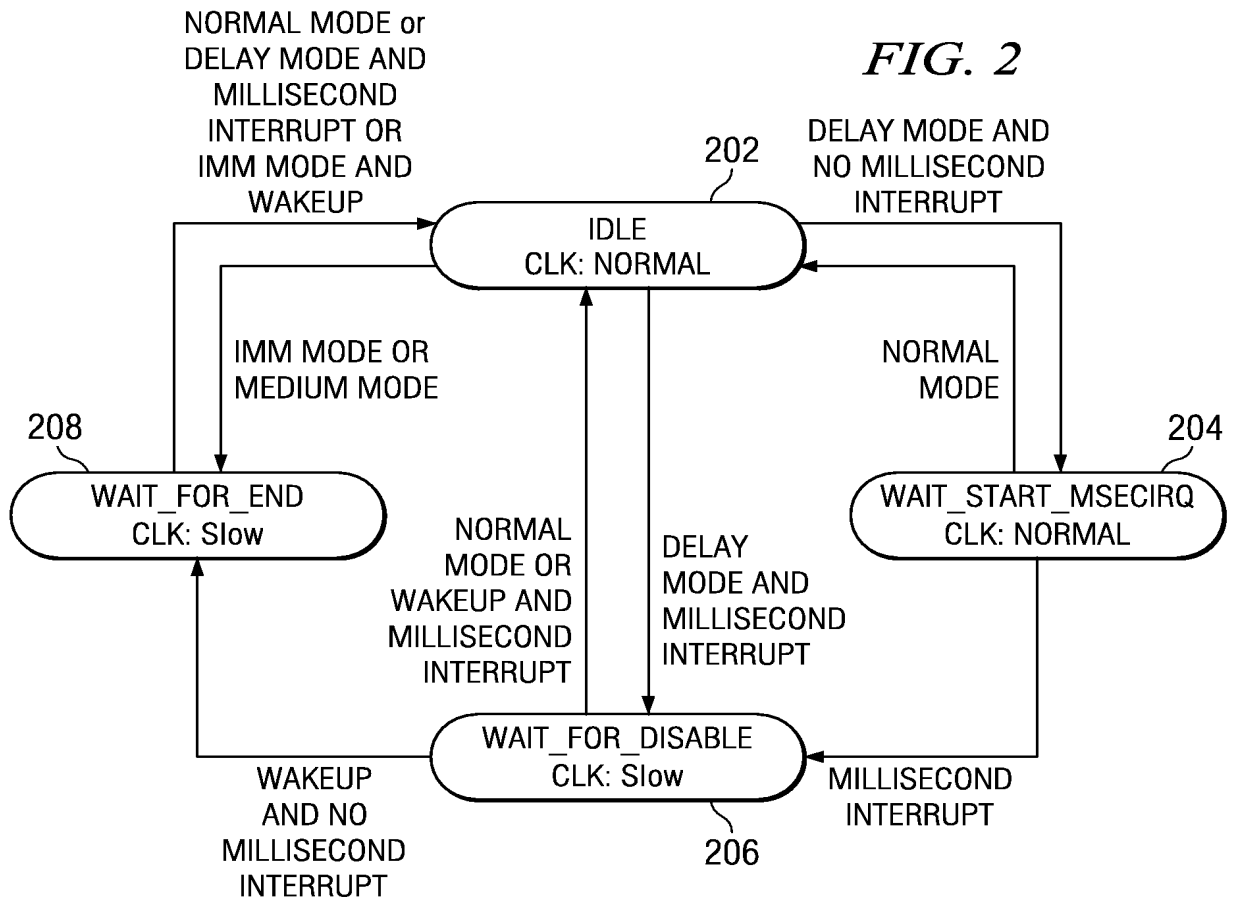 NORMAL MODE or
DELAY MODE AND
MILLISECOND
INTERRUPT OR
IMM MODE AND
WAKEUP
FIG. 2
202
DELAY MODE AND
NO MILLISECOND
INTERRUPT
IDLE
CLK: NORMAL
IMM MODE OR
MEDIUM MODE
NORMAL
MODE
208
WAIT_FOR_END
CLK: Slow
204
WAIT_START_MSECIRQ
CLK: NORMAL
NORMAL
MODE OR
WAKEUP AND
MILLISECOND
INTERRUPT
DELAY
MODE AND
MILLISECOND
INTERRUPT
WAIT_FOR_DISABLE
CLK: Slow
206
WAKEUP
AND NO
MILLISECOND
INTERRUPT
MILLISECOND
INTERRUPT